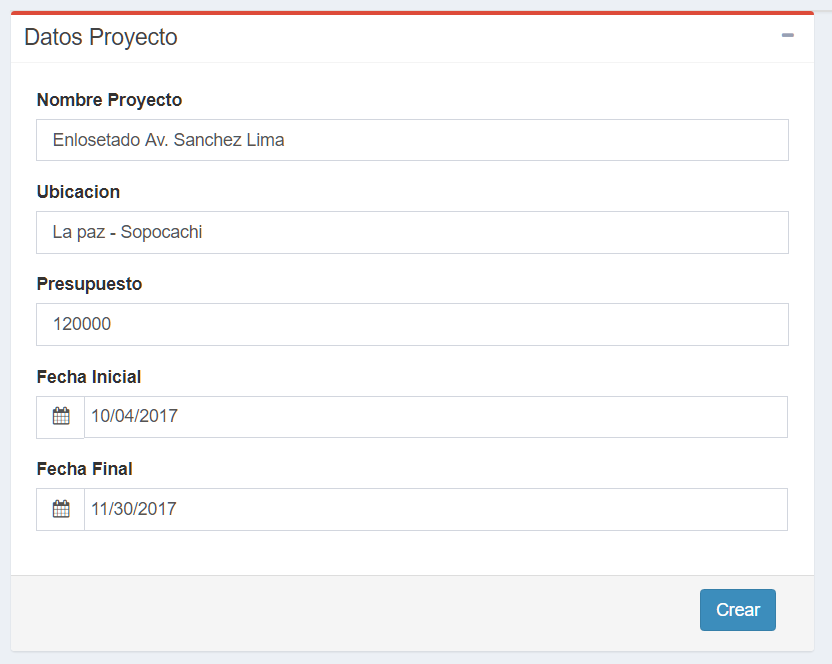 Datos Proyecto
Nombre Proyecto
Enlosetado Av. Sanchez Lima
Ubicacion
La paz - Sopocachi
Presupuesto
120000
Fecha Inicial
10/04/2017
Fecha Final
11/30/2017
Crear